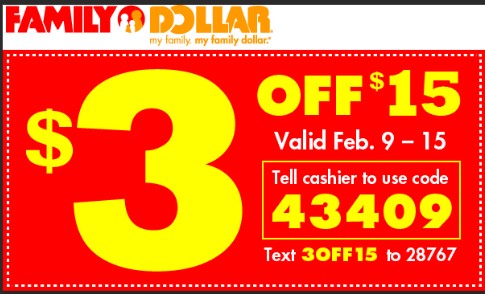 FAMILY DOLLAR
my family. my family dollar.®
$3
OFF $15
Valid Feb. 9 – 15
Tell cashier to use code
43409
Text 3OFF15 to 28767